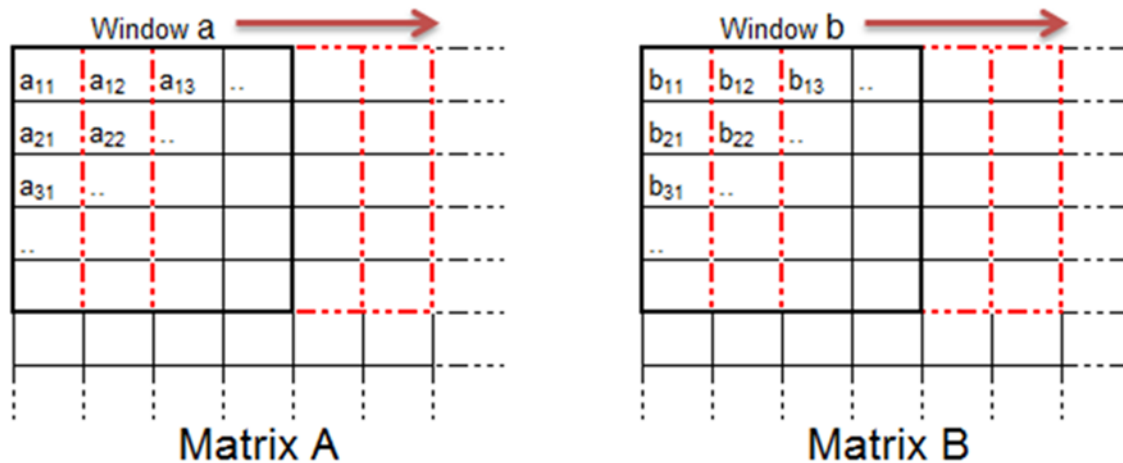 Window a
a11 a12 a13 ..
a21 a22 ..
a31 ..
..
Matrix A
Window b
b11 b12 b13 ..
b21 b22 ..
b31 ..
..
Matrix B